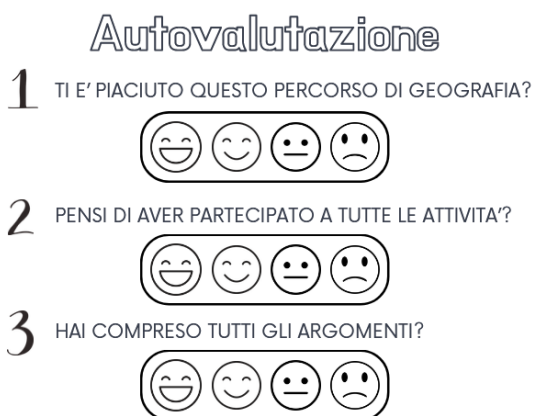 Autovalutazione
1 TI E' PIACIUTO QUESTO PERCORSO DI GEOGRAFIA?
2 PENSI DI AVER PARTECIPATO A TUTTE LE ATTIVITA'?
3 HAI COMPRESO TUTTI GLI ARGOMENTI?